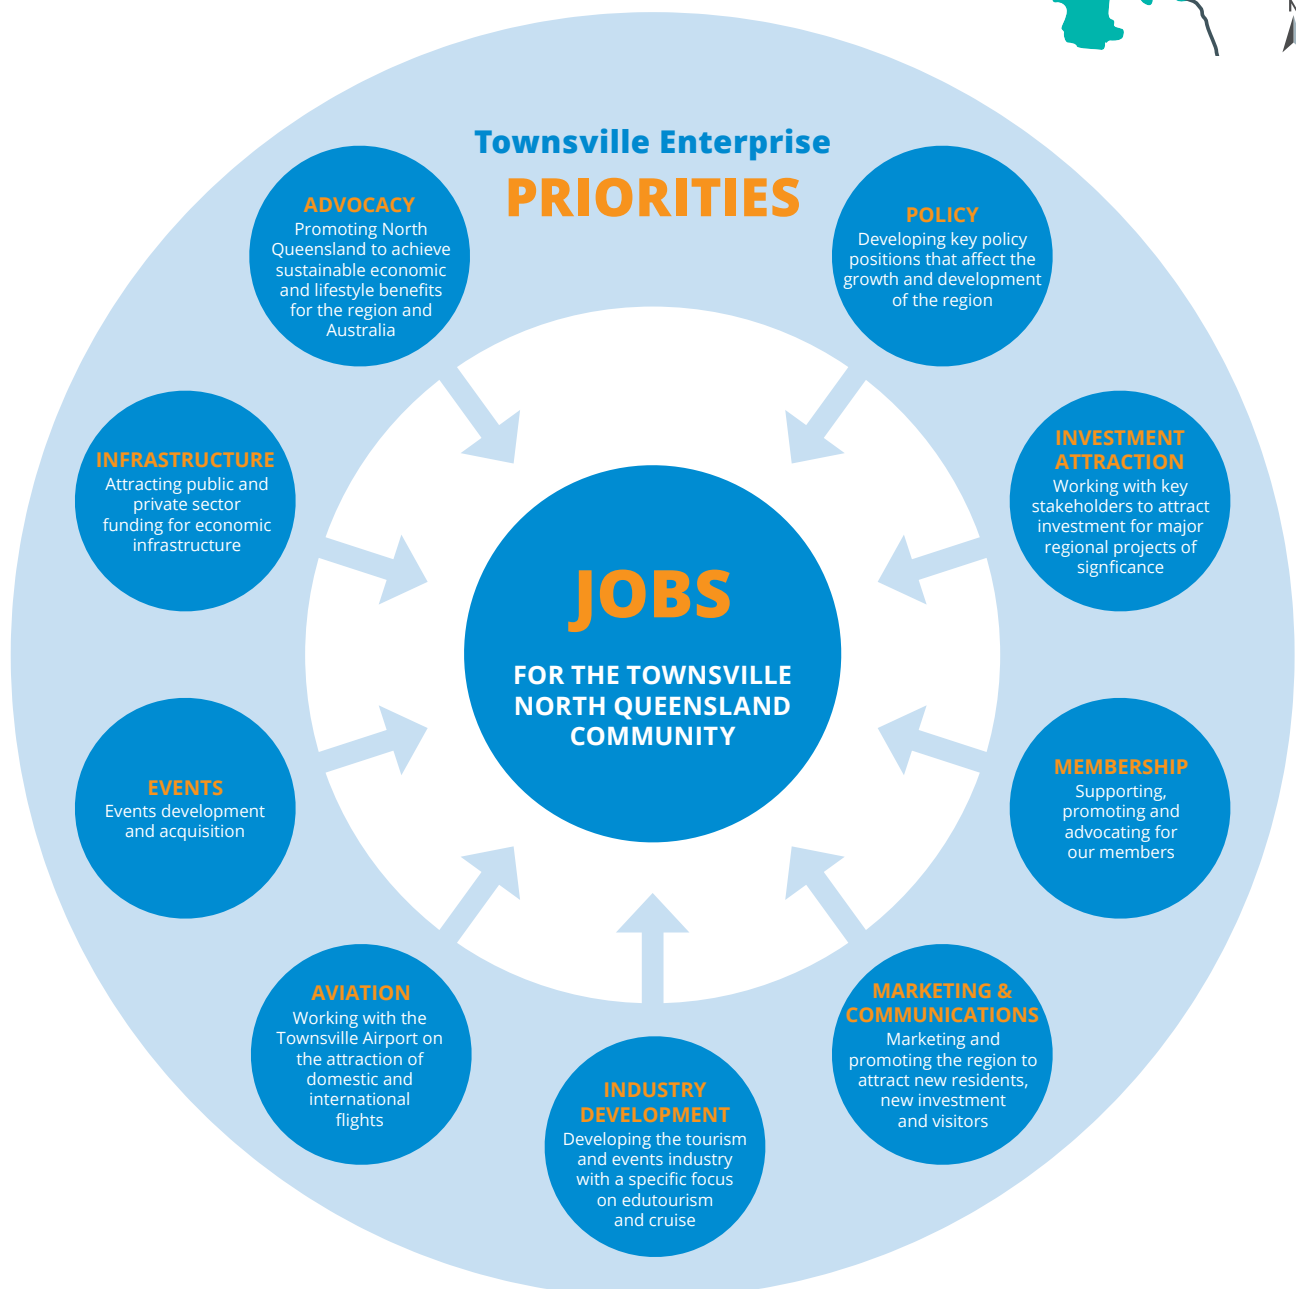 N
Townsville Enterprise
PRIORITIES
ADVOCACY
Promoting North
Queensland to achieve
sustainable economic
and lifestyle benefits
for the region and
Australia
POLICY
Developing key policy
positions that affect the
growth and development
of the region
INFRASTRUCTURE
Attracting public and
private sector
funding for economic
infrastructure
INVESTMENT
ATTRACTION
Working with key
stakeholders to attract
investment for major
regional projects of
signficance
JOBS
FOR THE TOWNSVILLE
NORTH QUEENSLAND
COMMUNITY
EVENTS
Events development
and acquisition
MEMBERSHIP
Supporting,
promoting and
advocating for
our members
AVIATION
Working with the
Townsville Airport on
the attraction of
domestic and
international
flights
MARKETING &
COMMUNICATIONS
Marketing and
promoting the region to
attract new residents,
new investment
and visitors
INDUSTRY
DEVELOPMENT
Developing the tourism
and events industry
with a specific focus
on edutourism
and cruise